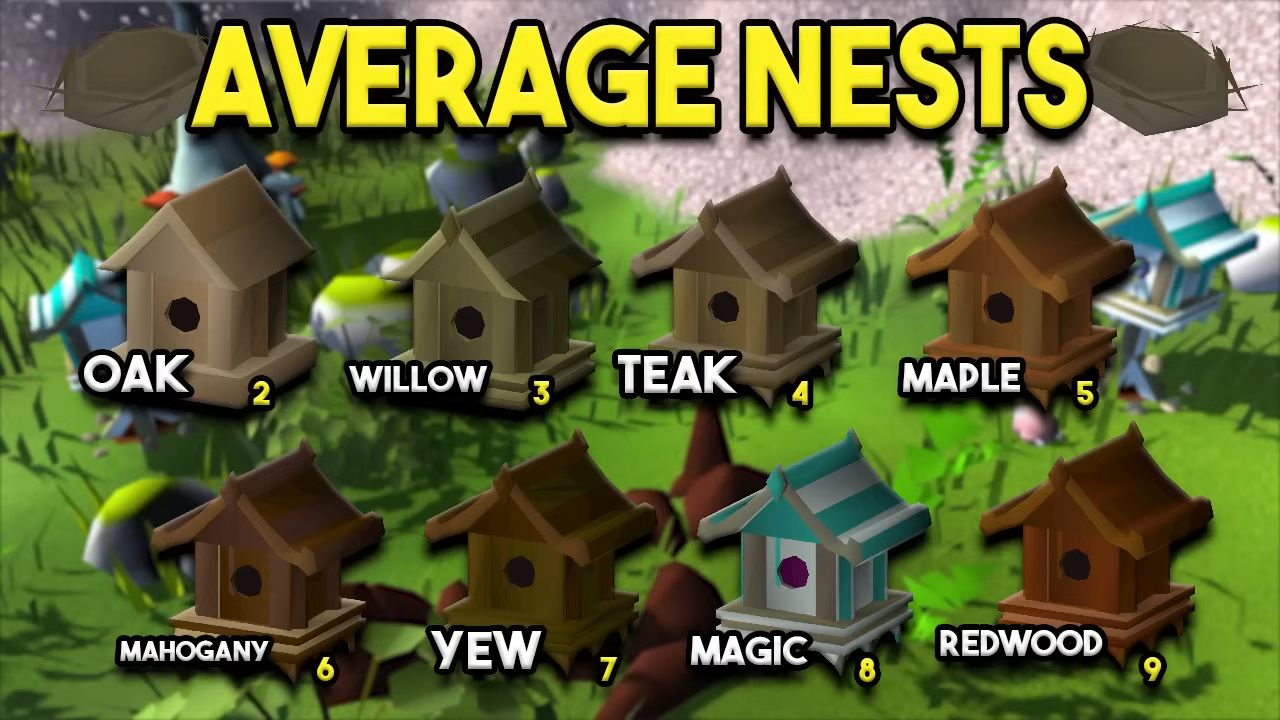 AVERAGE NESTS
OAK 2
WILLOW 3
TEAK 4
MAPLE 5
MAHOGANY 6
YEW 7
MAGIC 8
REDWOOD 9